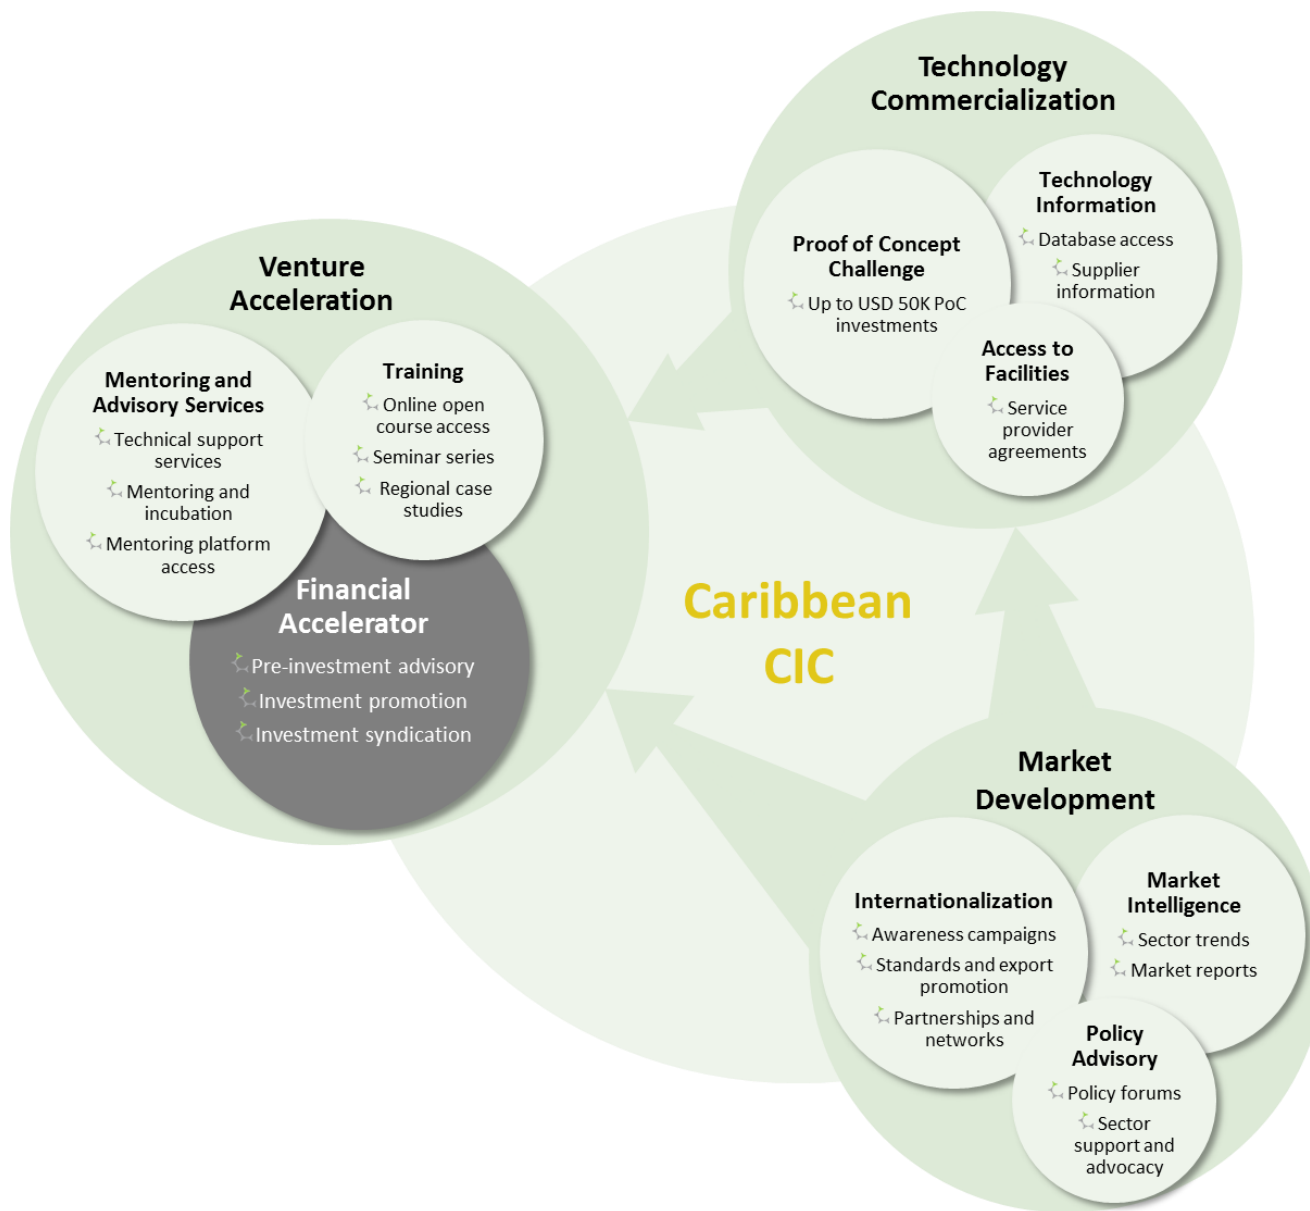 Technology
Commercialization
Proof of Concept
Challenge
Up to USD 50K PoC
investments
Technology
Information
Database access
Supplier
information
Access to
Facilities
Service
provider
agreements
Venture
Acceleration
Mentoring and
Advisory Services
Technical support
services
Mentoring and
incubation
Mentoring platform
access
Training
Online open
course access
Seminar series
Regional case
studies
Financial
Accelerator
Pre-investment advisory
Investment promotion
Investment syndication
Caribbean
CIC
Market
Development
Internationalization
Awareness campaigns
Standards and export
promotion
Partnerships and
networks
Market
Intelligence
Sector trends
Market reports
Policy
Advisory
Policy forums
Sector
support and
advocacy